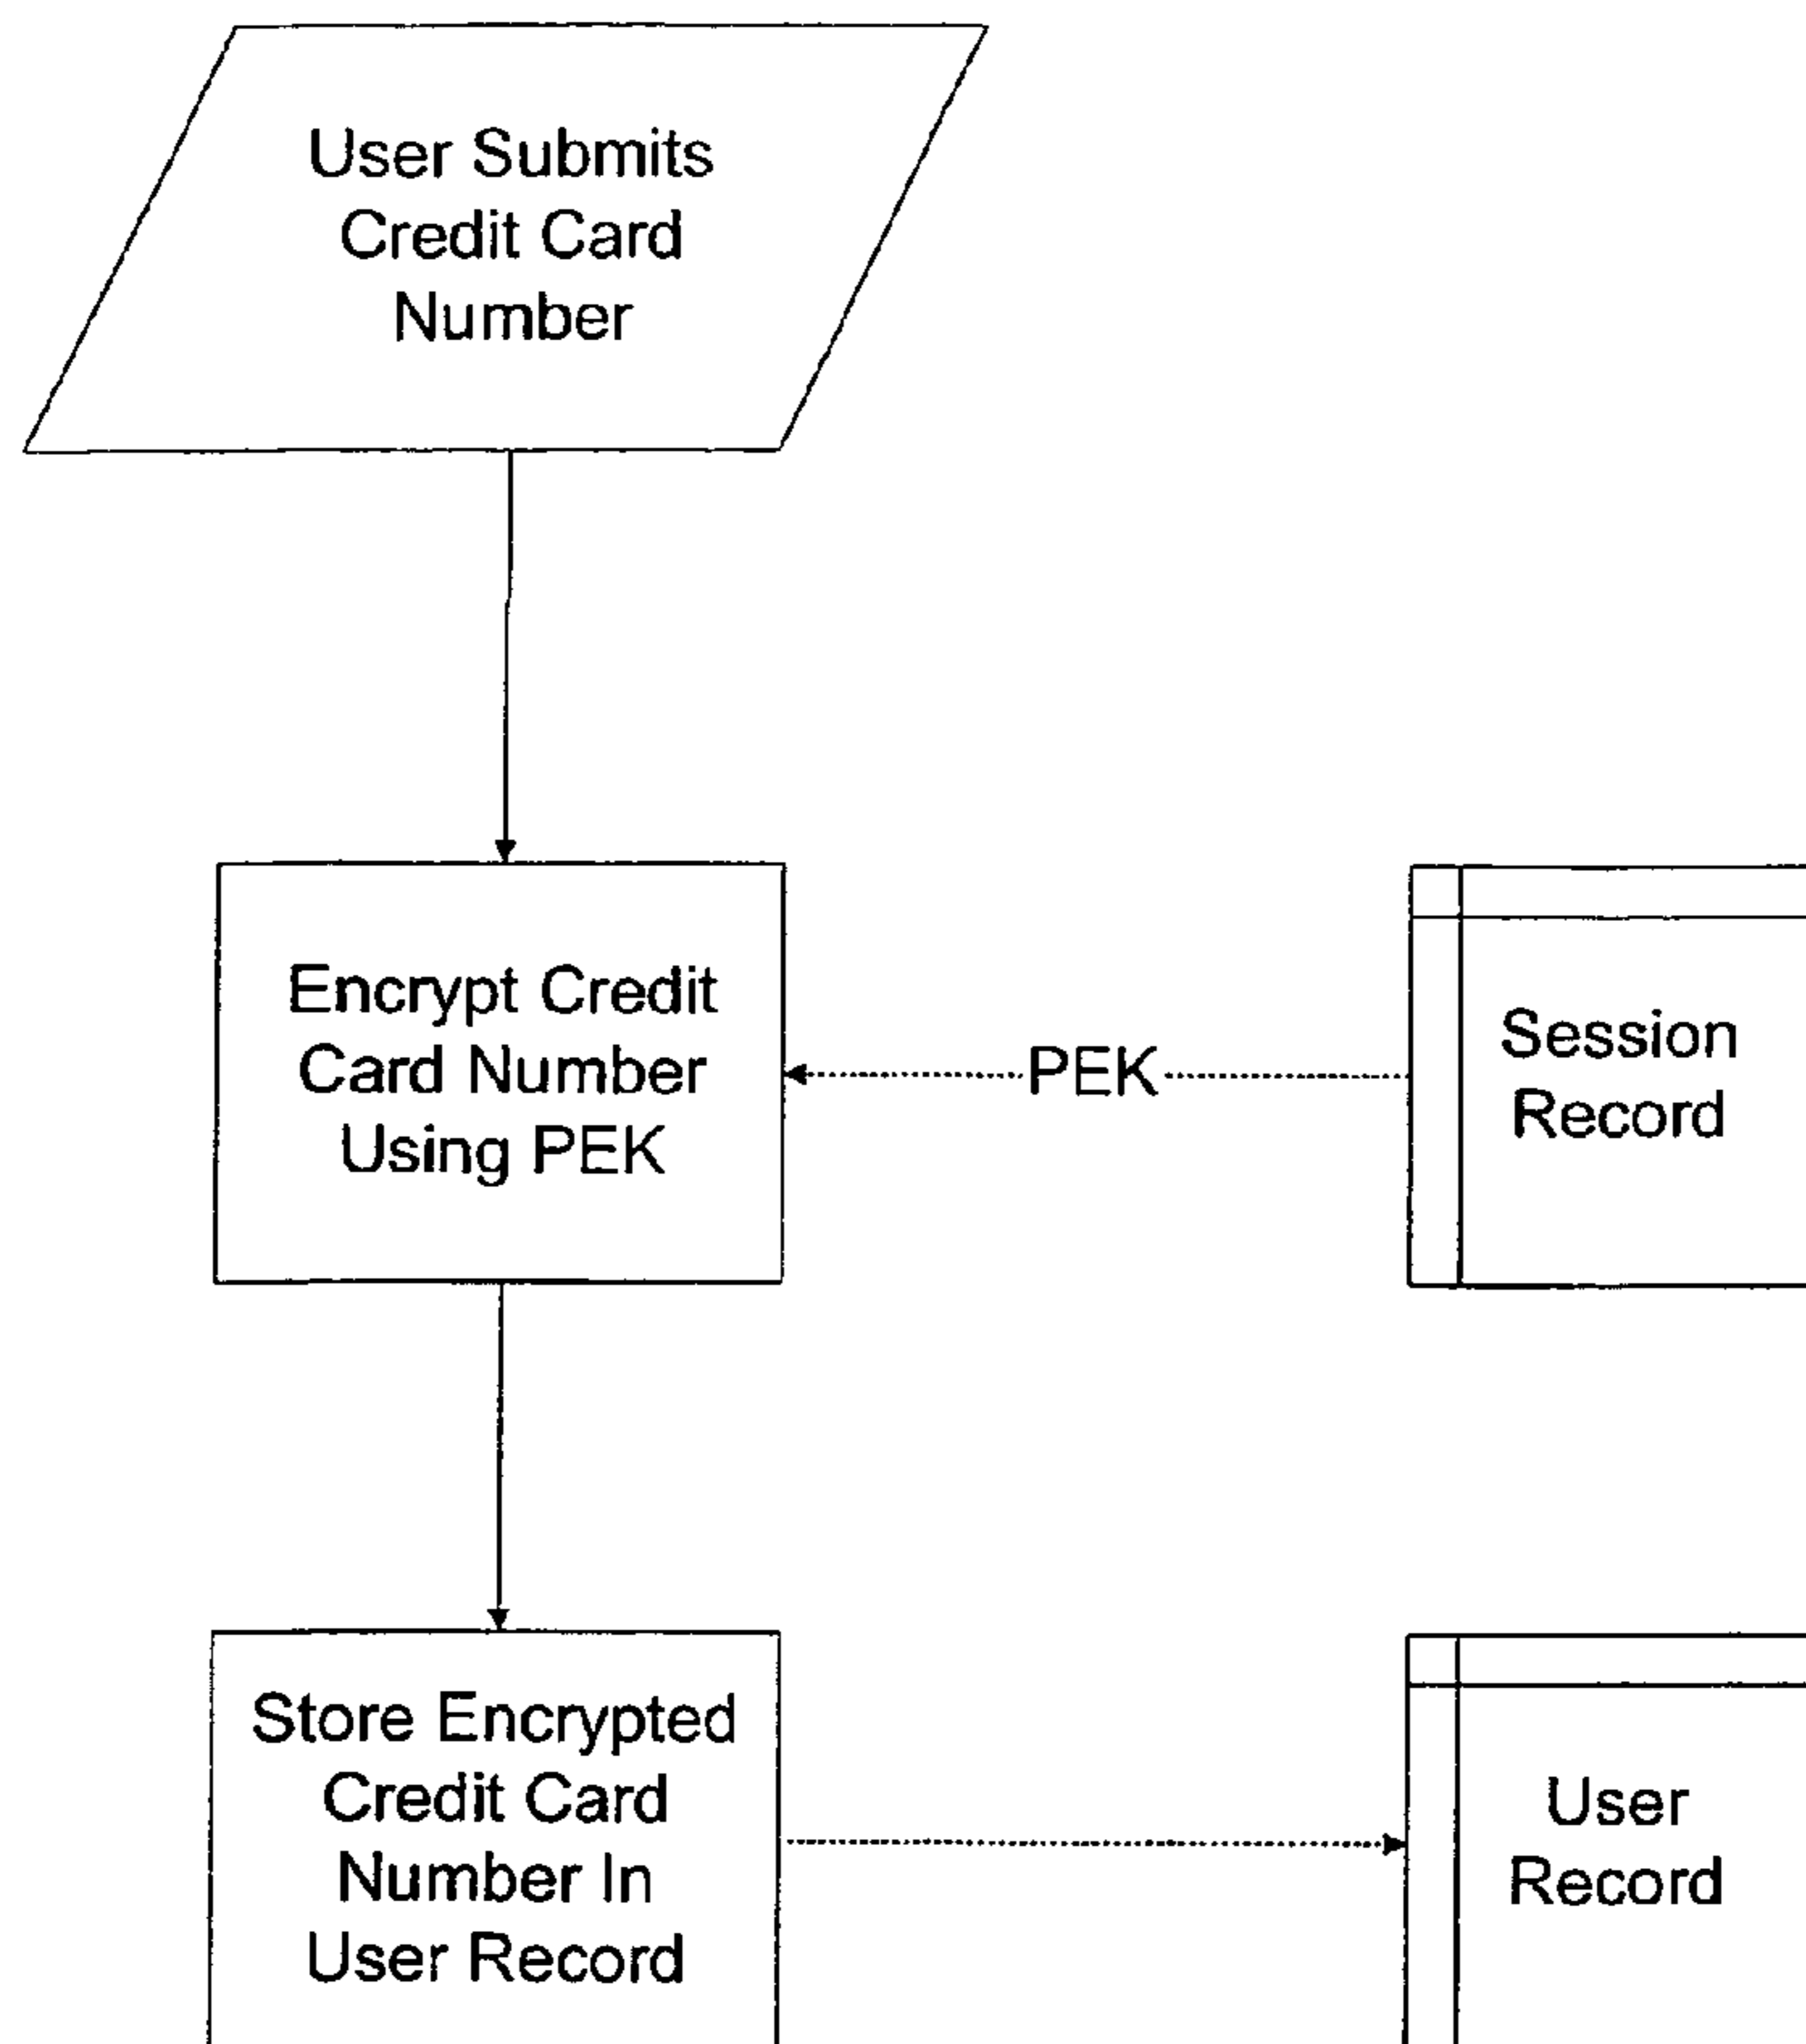 User Submits
Credit Card
Number
Encrypt Credit
Card Number
Using PEK
PEK
Session
Record
Store Encrypted
Credit Card
Number In
User Record
User
Record